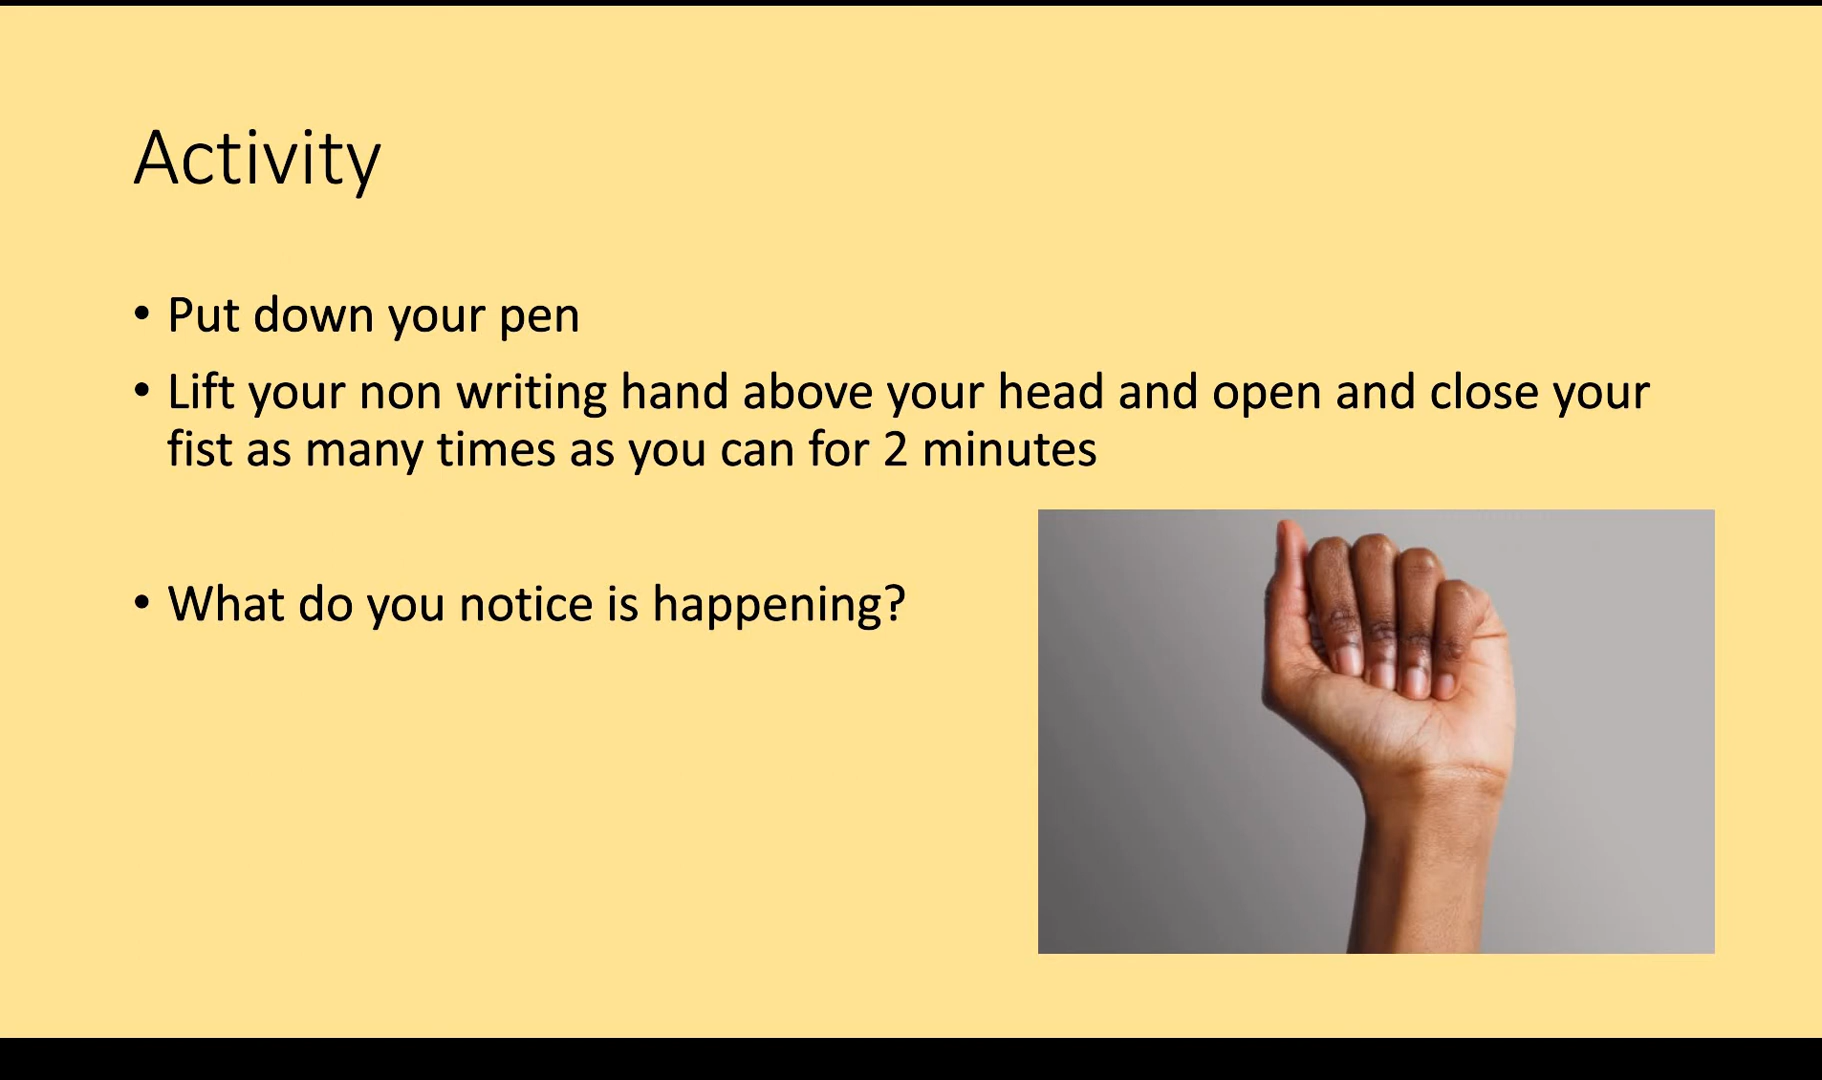 Activity
• Put down your pen
• Lift your non writing hand above your head and open and close your
fist as many times as you can for 2 minutes
• What do you notice is happening?